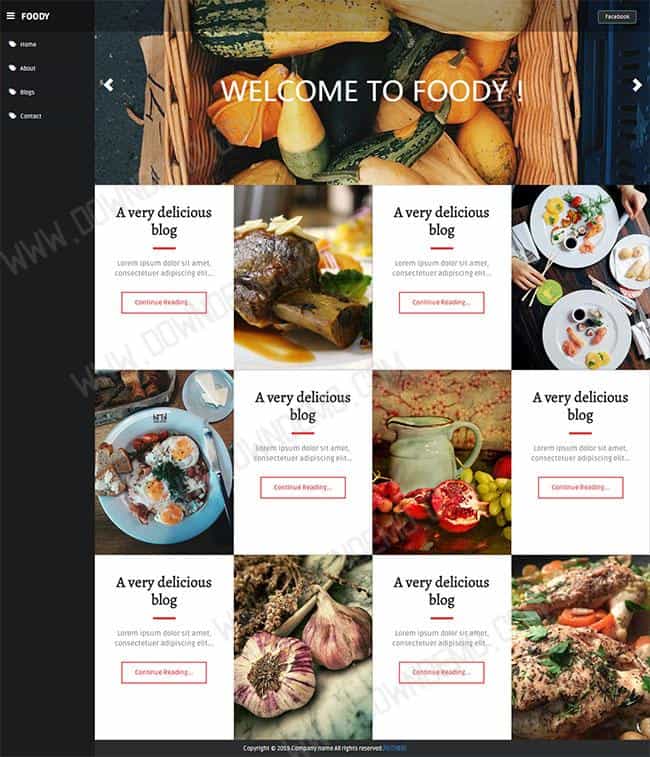 FOODY
Facebook
Home
About
Blogs
Contact
WELCOME TO FOODY !
A very delicious
blog
Lorem ipsum dolor sit amet,
consectetuer adipiscing elit...
Continue Reading...
A very delicious
blog
Lorem ipsum dolor sit amet,
consectetuer adipiscing elit...
Continue Reading...
A very delicious
blog
Lorem ipsum dolor sit amet,
consectetuer adipiscing elit...
Continue Reading...
A very delicious
blog
Lorem ipsum dolor sit amet,
consectetuer adipiscing elit...
Continue Reading...
A very delicious
blog
Lorem ipsum dolor sit amet,
consectetuer adipiscing elit...
Continue Reading...
A very delicious
blog
Lorem ipsum dolor sit amet,
consectetuer adipiscing elit...
Continue Reading...
Copyright © 2019.Company name All rights reserved.
WWW.DOWNDEMO.COM